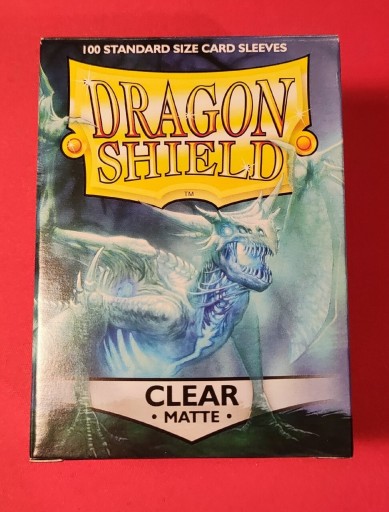 100 STANDARD SIZE CARD SLEEVES
DRAGON
SHIELD
TM
CLEAR
• MATTE •